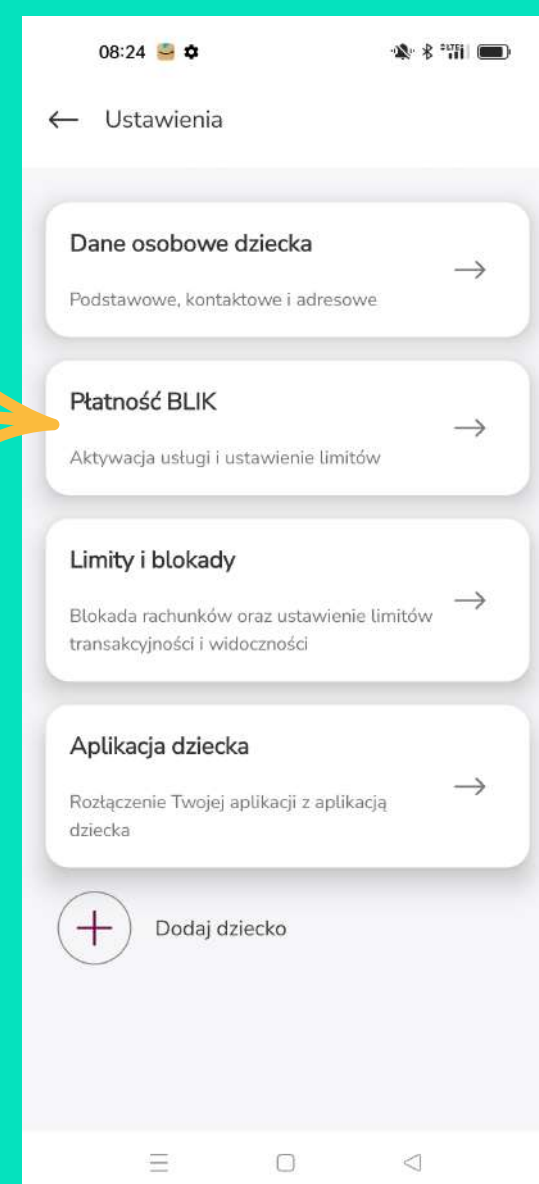 08:24
Ustawienia
Dane osobowe dziecka
Podstawowe, kontaktowe i adresowe
Płatność BLIK
Aktywacja usługi i ustawienie limitów
Limity i blokady
Blokada rachunków oraz ustawienie limitów
transakcyjności i widoczności
Aplikacja dziecka
Rozłączenie Twojej aplikacji z aplikacją
dziecka
Dodaj dziecko